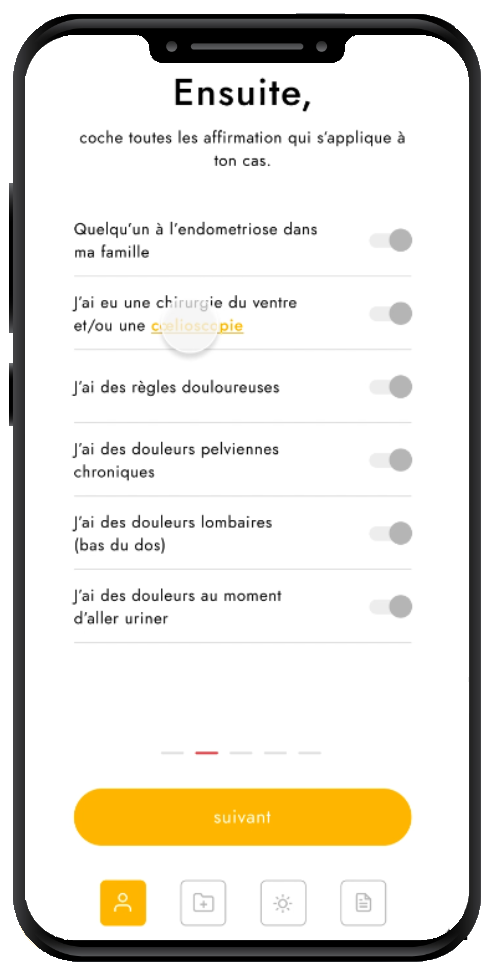 Ensuite,
coche toutes les affirmation qui s'applique à
ton cas.
Quelqu'un à l'endometriose dans
ma famille
J'ai eu une chirurgie du ventre
et/ou une cœlioscopie
J'ai des règles douloureuses
J'ai des douleurs pelviennes
chroniques
J'ai des douleurs lombaires
(bas du dos)
J'ai des douleurs au moment
d'aller uriner
suivant